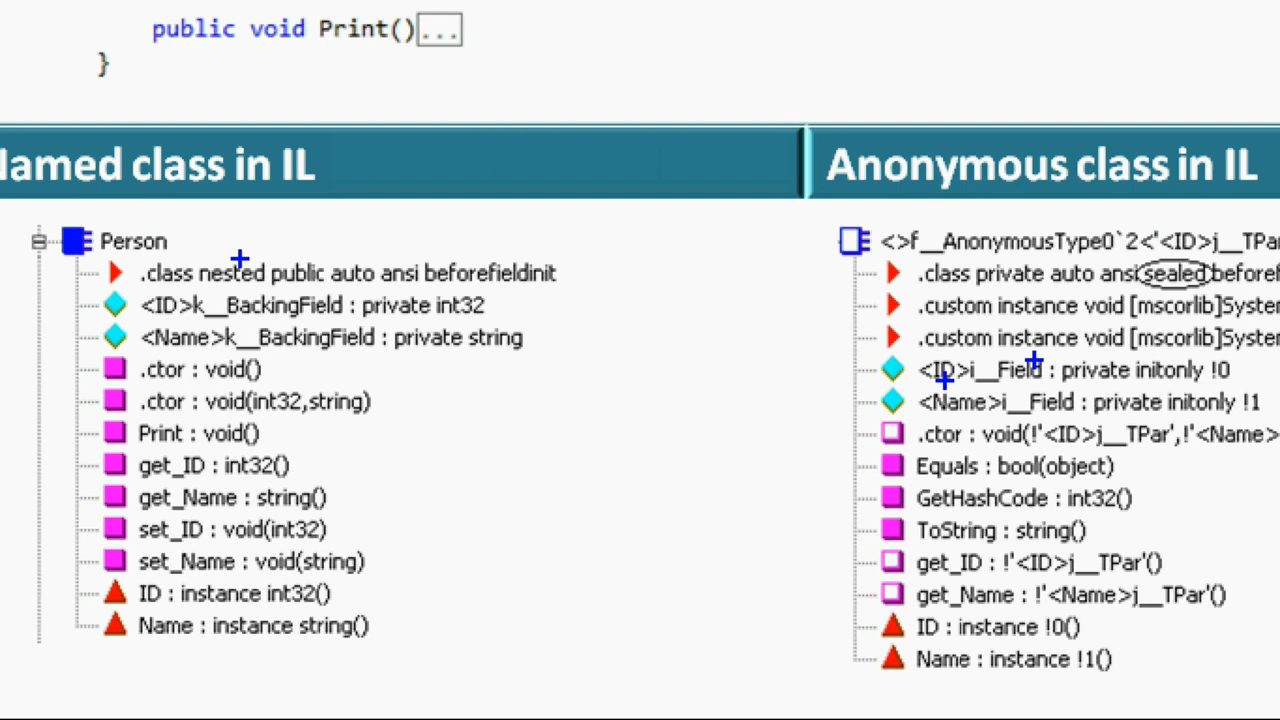 public void Print()...
}
Named class in IL
Person
.class nested public auto ansi beforefieldinit
<ID>k__BackingField : private int32
<Name>k__BackingField : private string
.ctor : void()
.ctor : void(int32,string)
Print : void()
get_ID : int32()
get_Name : string()
set_ID : void(int32)
set_Name : void(string)
ID : instance int32()
Name : instance string()
Anonymous class in IL
<>f__AnonymousType0`2<'<ID>j__TPar
.class private auto ansi sealed beforef
.custom instance void [mscorlib]System
.custom instance void [mscorlib]System
<ID>i__Field : private initonly !0
<Name>i__Field : private initonly !1
.ctor : void(!'<ID>j__TPar',!'<Name>
Equals : bool(object)
GetHashCode : int32()
ToString : string()
get_ID : !'<ID>j__TPar'()
get_Name : !'<Name>j__TPar'()
ID : instance !0()
Name : instance !1()